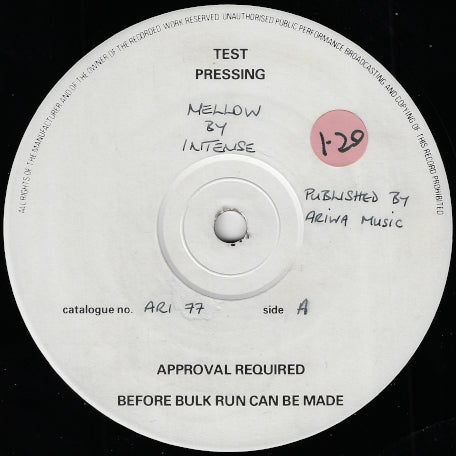 ALL RIGHTS OF THE MANUFACTURER AND OF THE OWNER OF THE RECORDED WORK RESERVED. UNAUTHORISED PUBLIC PERFORMANCE BROADCASTING AND COPYING OF THIS RECORD PROHIBITED
TEST
PRESSING
MELLOW
BY
INTENSE
1-20
PUBLISHED BY
ARIWA MUSIC
catalogue no. ARI 77 side A
APPROVAL REQUIRED
BEFORE BULK RUN CAN BE MADE